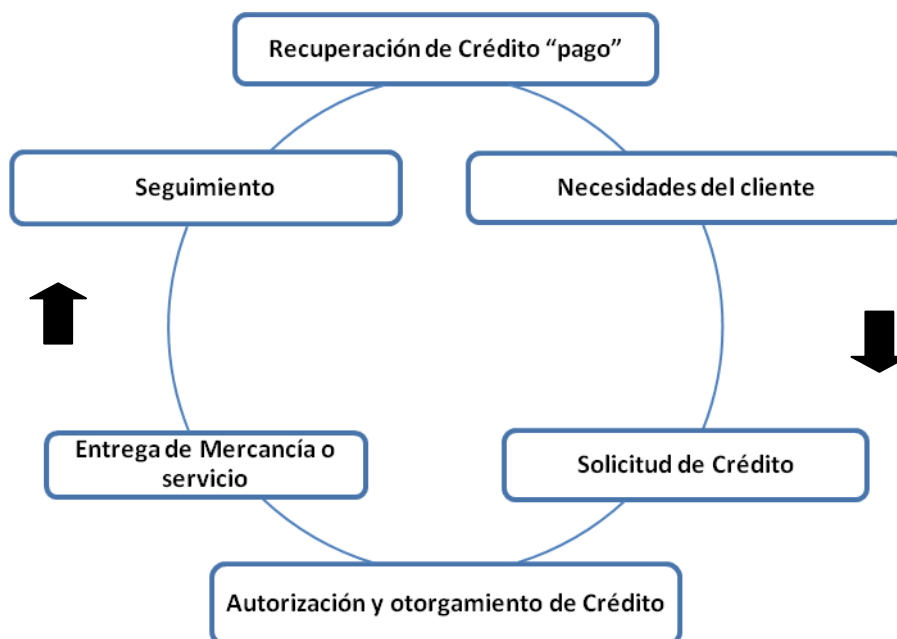 Recuperación de Crédito “pago”
Seguimiento
Necesidades del cliente
Entrega de Mercancía o
servicio
Solicitud de Crédito
Autorización y otorgamiento de Crédito